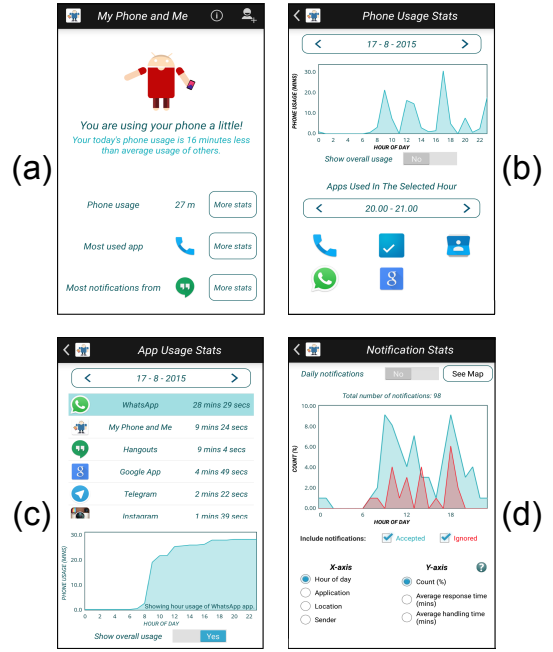 (a)
My Phone and Me
You are using your phone a little!
Your today's phone usage is 16 minutes less
than average usage of others.
Phone usage 27 m More stats
Most used app More stats
Most notifications from More stats
(b)
Phone Usage Stats
< 17 - 8 - 2015 >
PHONE USAGE (MINS)
30.0
20.0
10.0
0.0
0 2 4 6 8 10 12 14 16 18 20 22
HOUR OF DAY
Show overall usage No
Apps Used In The Selected Hour
< 20.00 - 21.00 >
8
(c)
App Usage Stats
< 17 - 8 - 2015 >
WhatsApp 28 mins 29 secs
My Phone and Me 9 mins 24 secs
Hangouts 9 mins 4 secs
8 Google App 4 mins 49 secs
Telegram 2 mins 22 secs
Instagram 1 mins 39 secs
PHONE USAGE (MINS)
30.0
20.0
10.0
0.0
Showing hour usage of WhatsApp app
0 2 4 6 8 10 12 14 16 18 20 22
HOUR OF DAY
Show overall usage Yes
(d)
Notification Stats
Daily notifications No See Map
Total number of notifications: 98
COUNT (%)
10.00
8.00
6.00
4.00
2.00
0.00
0 6 12 18
HOUR OF DAY
Include notifications: Accepted Ignored
X-axis Y-axis ?
Hour of day Count (%)
Application Average response time
(mins)
Location Average handling time
(mins)
Sender